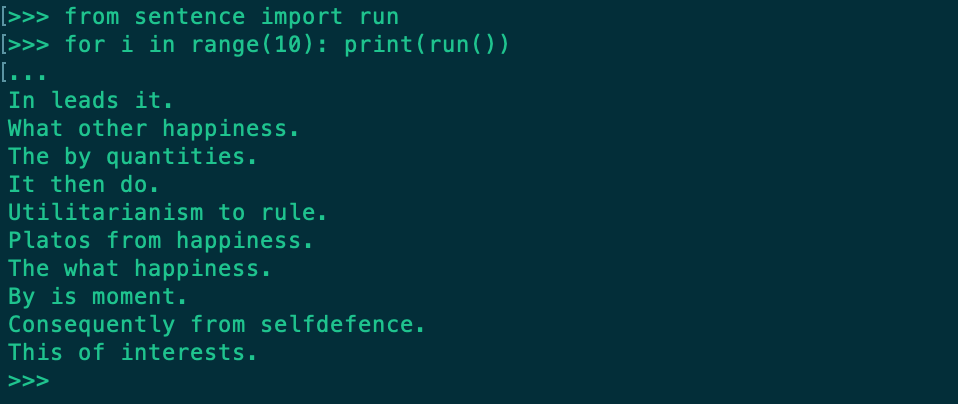 [>>> from sentence import run
[>>> for i in range(10): print(run())
[...
In leads it.
What other happiness.
The by quantities.
It then do.
Utilitarianism to rule.
Platos from happiness.
The what happiness.
By is moment.
Consequently from selfdefence.
This of interests.
>>>